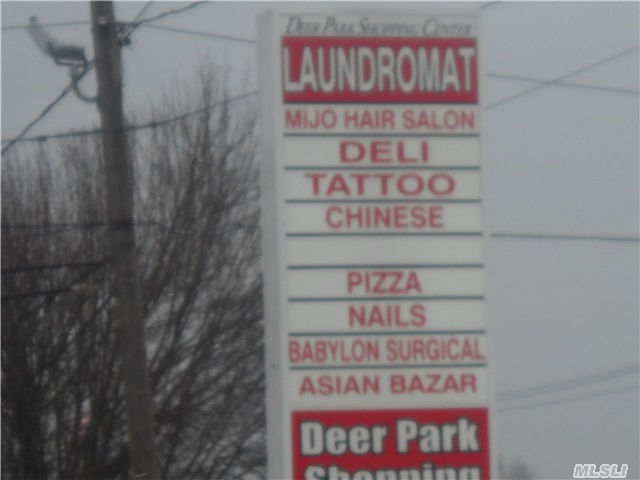 Deer Park Shopping Center
LAUNDROMAT
MiJO HAIR SALON
DELI
TATTOO
CHINESE
PIZZA
NAILS
BABYLON SURGICAL
ASIAN BAZAR
Deer Park
Shopping
MLSLI